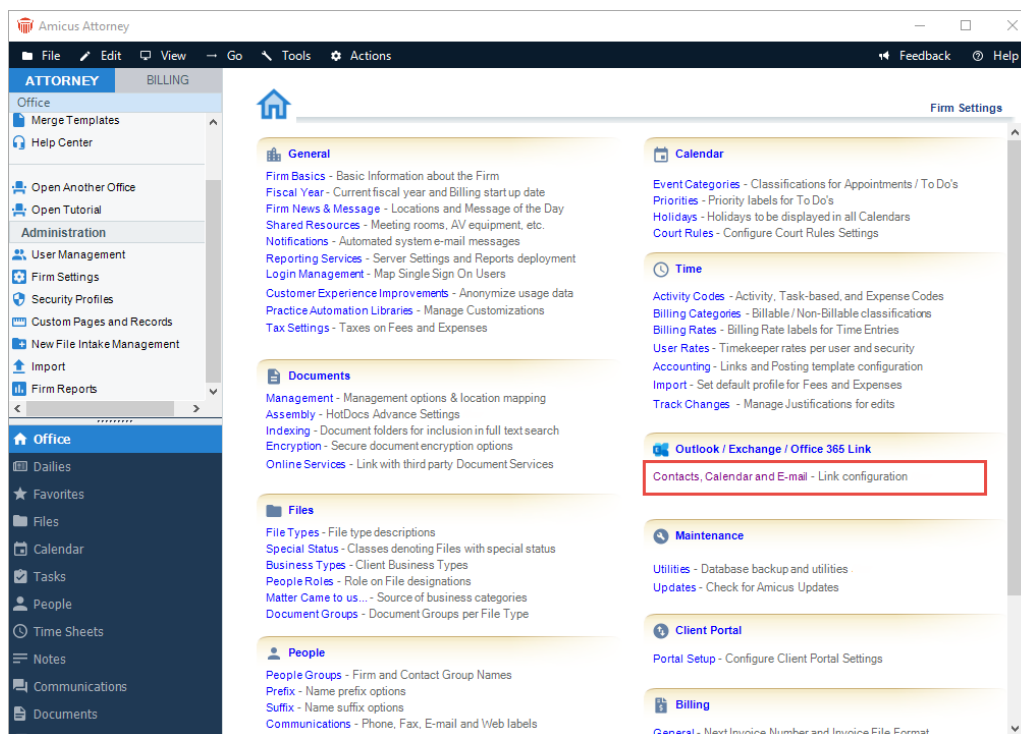 Amicus Attorney
File Edit View Go Tools Actions Feedback Help
ATTORNEY BILLING
Office
Merge Templates
Help Center
Open Another Office
Open Tutorial
Administration
User Management
Firm Settings
Security Profiles
Custom Pages and Records
New File Intake Management
Import
Firm Reports
Office
Dailies
Favorites
Files
Calendar
Tasks
People
Time Sheets
Notes
Communications
Documents
Firm Settings
General
Firm Basics - Basic Information about the Firm
Fiscal Year - Current fiscal year and Billing start up date
Firm News & Message - Locations and Message of the Day
Shared Resources - Meeting rooms, AV equipment, etc.
Notifications - Automated system e-mail messages
Reporting Services - Server Settings and Reports deployment
Login Management - Map Single Sign On Users
Customer Experience Improvements - Anonymize usage data
Practice Automation Libraries - Manage Customizations
Tax Settings - Taxes on Fees and Expenses
Documents
Management - Management options & location mapping
Assembly - HotDocs Advance Settings
Indexing - Document folders for inclusion in full text search
Encryption - Secure document encryption options
Online Services - Link with third party Document Services
Files
File Types - File type descriptions
Special Status - Classes denoting Files with special status
Business Types - Client Business Types
People Roles - Role on File designations
Matter Came to us... - Source of business categories
Document Groups - Document Groups per File Type
People
People Groups - Firm and Contact Group Names
Prefix - Name prefix options
Suffix - Name suffix options
Communications - Phone, Fax, E-mail and Web labels
Calendar
Event Categories - Classifications for Appointments / To Do's
Priorities - Priority labels for To Do's
Holidays - Holidays to be displayed in all Calendars
Court Rules - Configure Court Rules Settings
Time
Activity Codes - Activity, Task-based, and Expense Codes
Billing Categories - Billable / Non-Billable classifications
Billing Rates - Billing Rate labels for Time Entries
User Rates - Timekeeper rates per user and security
Accounting - Links and Posting template configuration
Import - Set default profile for Fees and Expenses
Track Changes - Manage Justifications for edits
Outlook / Exchange / Office 365 Link
Contacts, Calendar and E-mail - Link configuration
Maintenance
Utilities - Database backup and utilities
Updates - Check for Amicus Updates
Client Portal
Portal Setup - Configure Client Portal Settings
Billing
General - Next Invoice Number and Invoice File Format